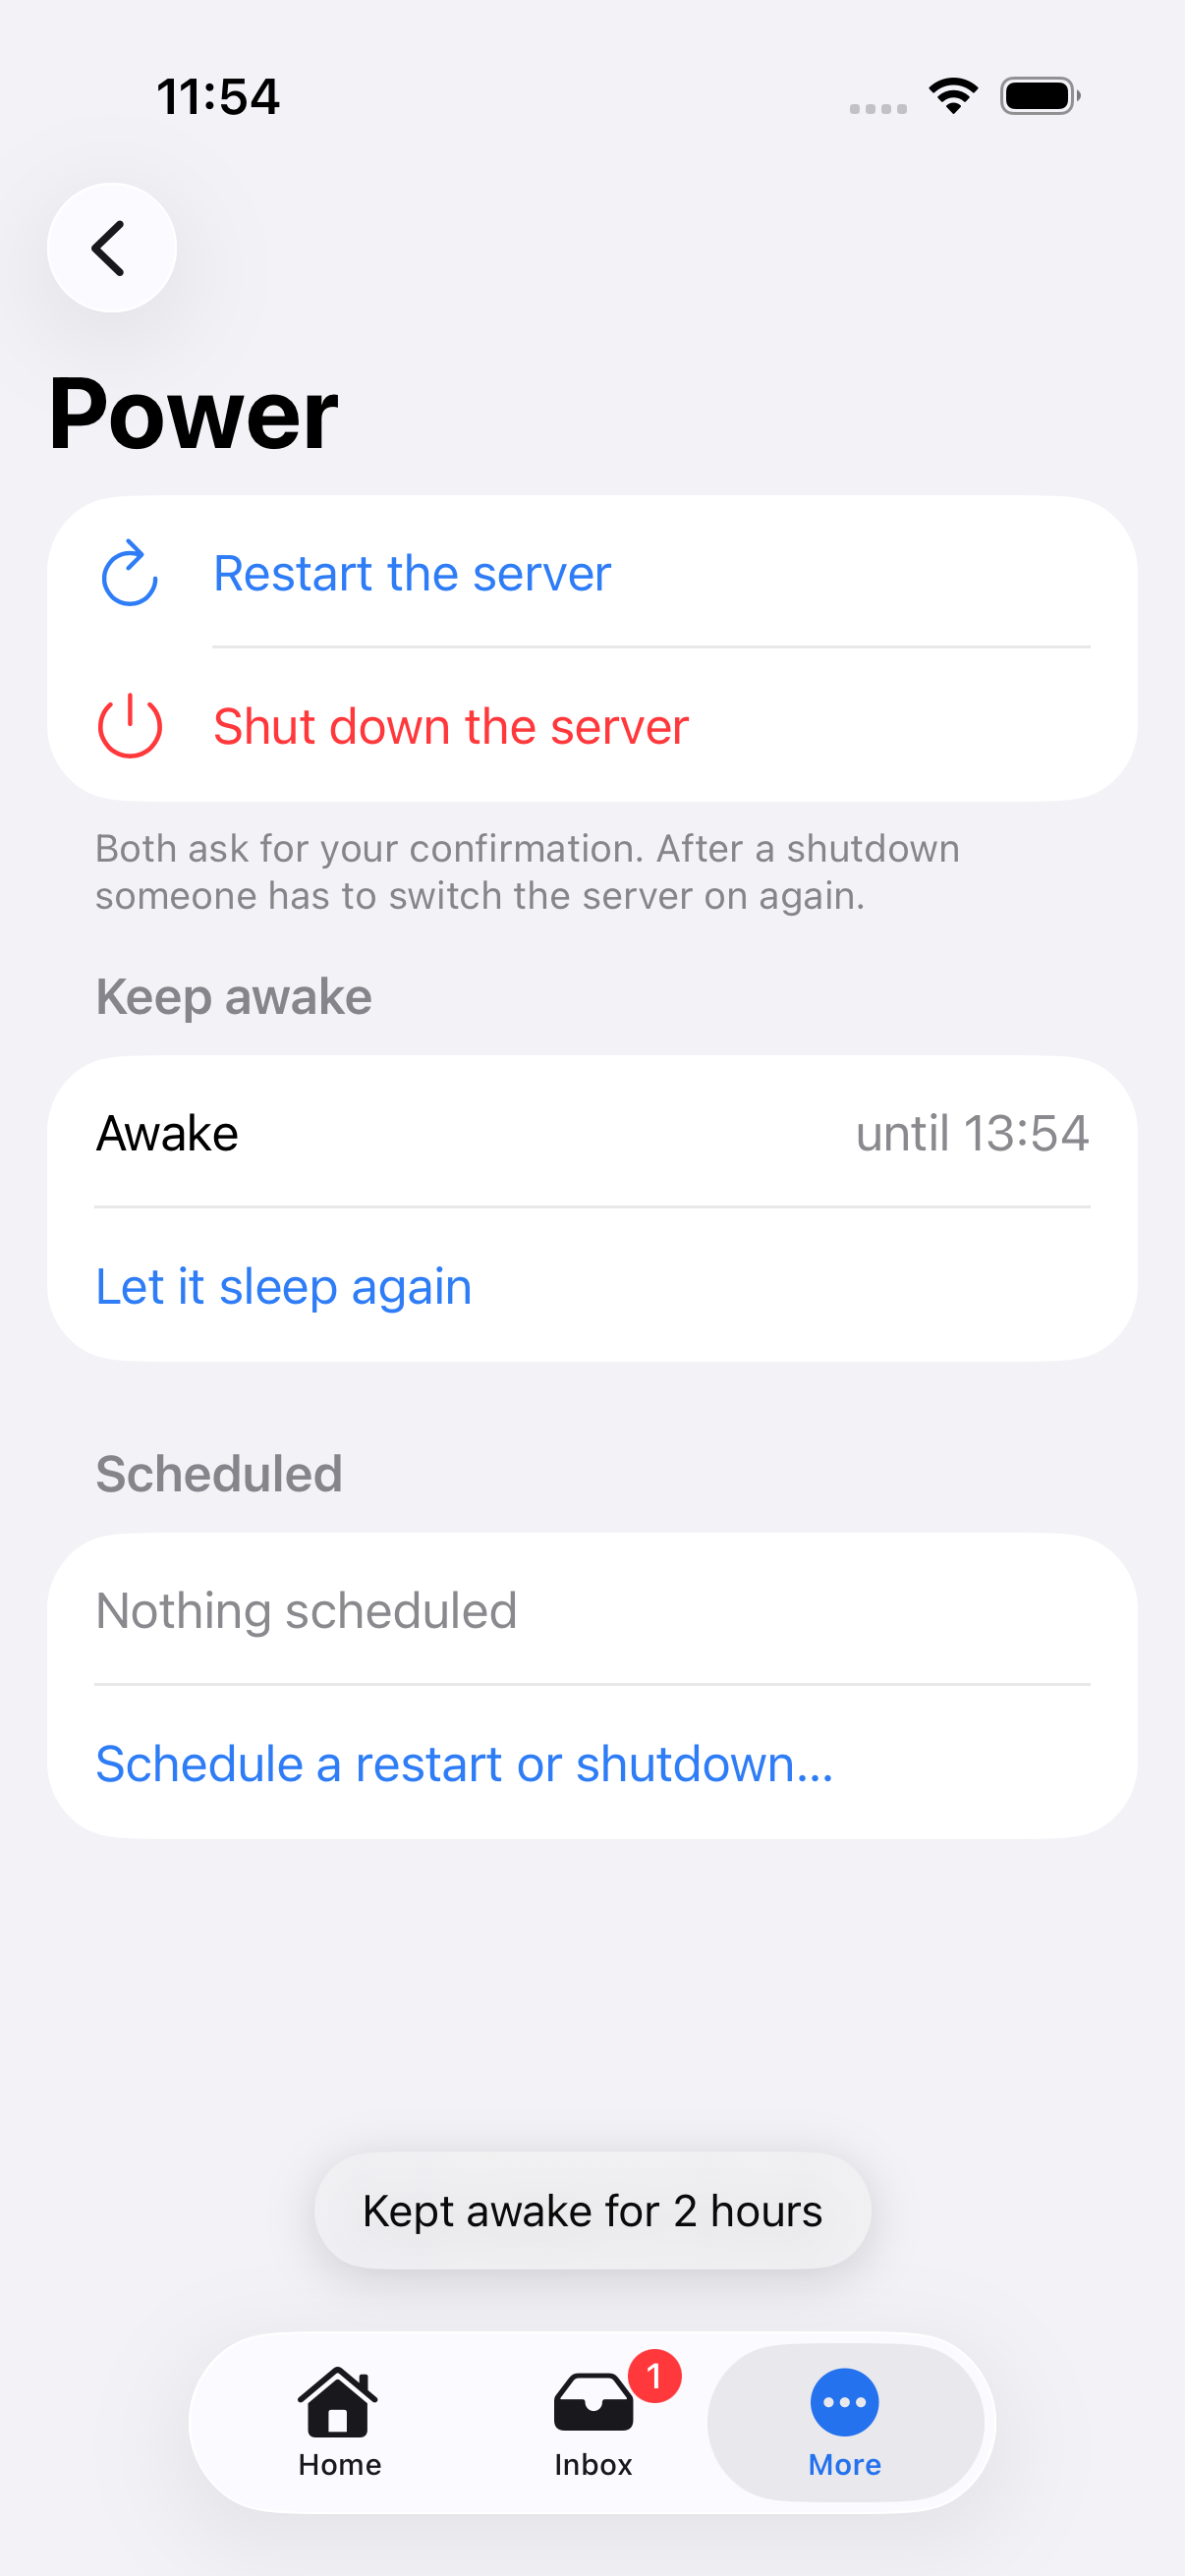 11:54
Power
Restart the server
Shut down the server
Both ask for your confirmation. After a shutdown
someone has to switch the server on again.
Keep awake
Awake until 13:54
Let it sleep again
Scheduled
Nothing scheduled
Schedule a restart or shutdown...
Kept awake for 2 hours
1
Home Inbox More